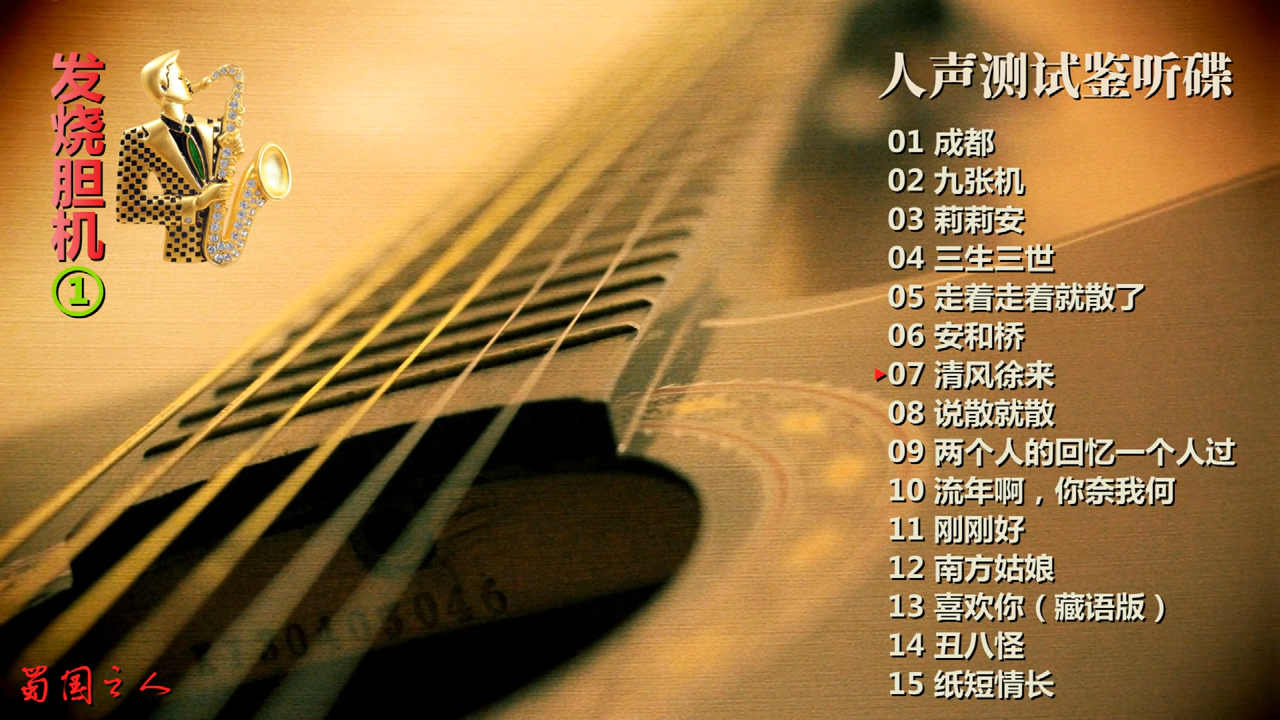 发烧胆机①
人声测试鉴听碟
01 成都
02 九张机
03 莉莉安
04 三生三世
05 走着走着就散了
06 安和桥
07 清风徐来
08 说散就散
09 两个人的回忆一个人过
10 流年啊，你奈我何
11 刚刚好
12 南方姑娘
13 喜欢你（藏语版）
14 丑八怪
15 纸短情长
蜀国之人